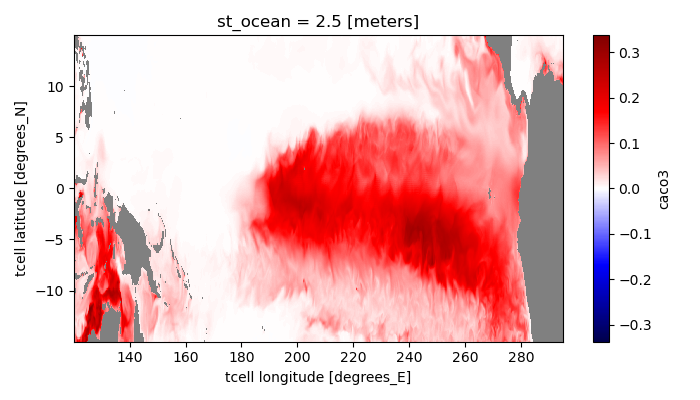 st_ocean = 2.5 [meters]
10
5
0
−5
−10
tcell latitude [degrees_N]
140 160 180 200 220 240 260 280
tcell longitude [degrees_E]
0.3
0.2
0.1
0.0
−0.1
−0.2
−0.3
caco3